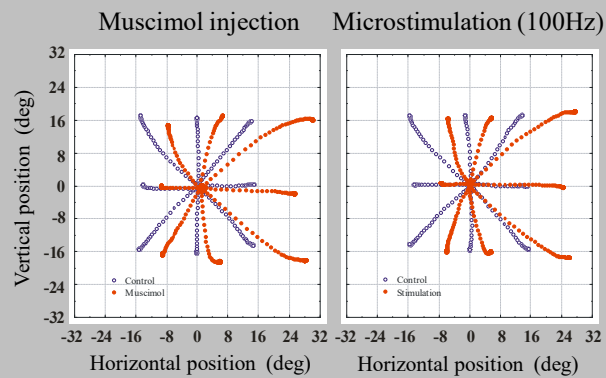 Muscimol injection
Microstimulation (100Hz)
Vertical position (deg)
32
24
16
8
0
-8
-16
-24
-32
Control
Muscimol
-32 -24 -16 -8 0 8 16 24 32
Horizontal position (deg)
Control
Stimulation
-32 -24 -16 -8 0 8 16 24 32
Horizontal position (deg)